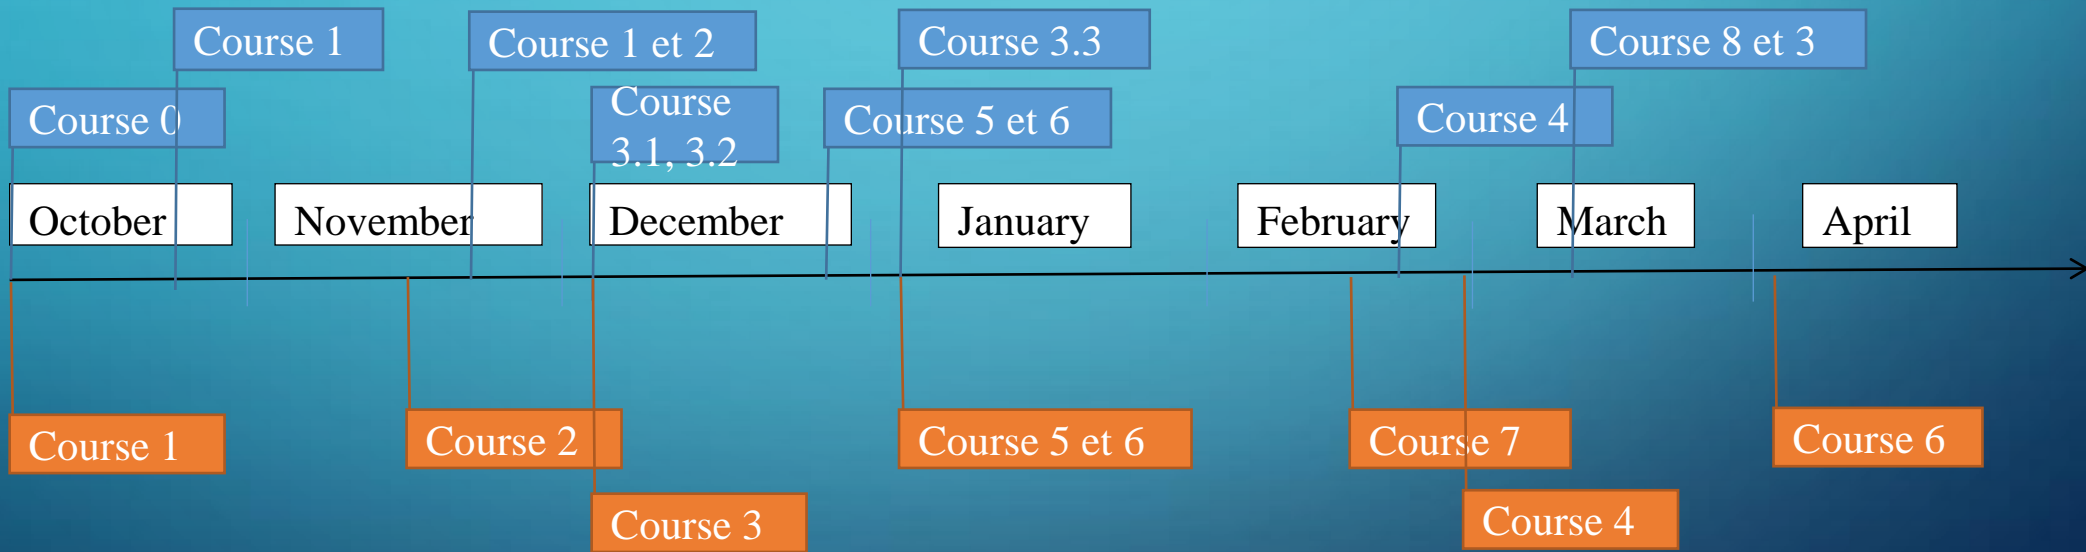 Course 1
Course 1 et 2
Course 3.3
Course 8 et 3
Course 0
Course
3.1, 3.2
Course 5 et 6
Course 4
October
November
December
January
February
March
April
Course 1
Course 2
Course 5 et 6
Course 7
Course 6
Course 3
Course 4